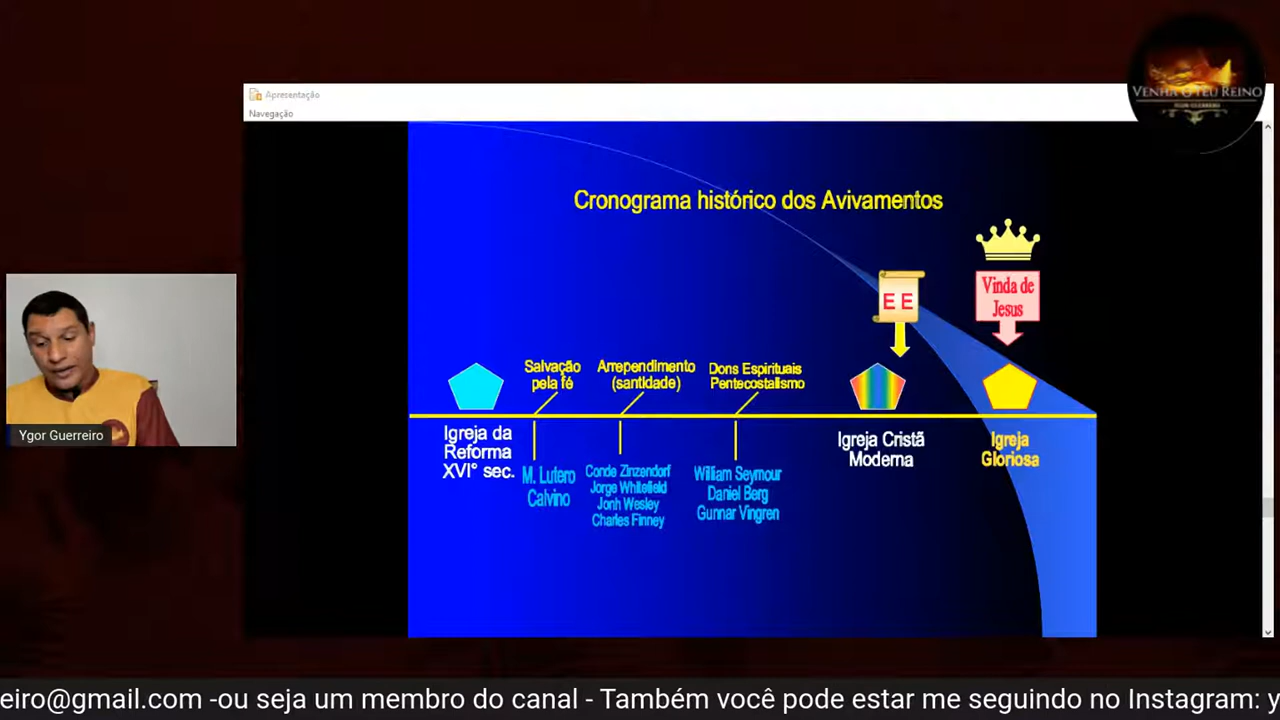 VENHA O TEU REINO
YGOR GUERREIRO
Apresentação
Navegação
Cronograma histórico dos Avivamentos
E E
Vinda de
Jesus
Salvação
pela fé
Arrependimento
(santidade)
Dons Espirituais
Pentecostalismo
Igreja da
Reforma
XVI° sec.
M. Lutero
Calvino
Conde Zinzendorf
Jorge Whitefield
Jonh Wesley
Charles Finney
William Seymour
Daniel Berg
Gunnar Vingren
Igreja Cristã
Moderna
Igreja
Gloriosa
Ygor Guerreiro
eiro@gmail.com -ou seja um membro do canal - Também você pode estar me seguindo no Instagram: y